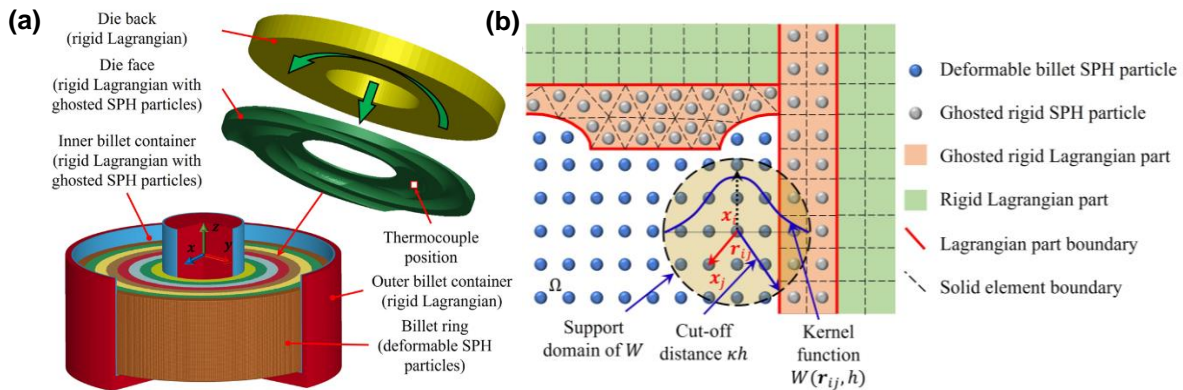 (a)
Die back
(rigid Lagrangian)
Die face
(rigid Lagrangian with
ghosted SPH particles)
Inner billet container
(rigid Lagrangian with
ghosted SPH particles)
z
x
y
Thermocouple
position
Outer billet container
(rigid Lagrangian)
Billet ring
(deformable SPH
particles)
(b)
x_i
r_ij
x_j
Ω
Support
domain of W
Cut-off
distance κh
Kernel
function
W(r_ij, h)
Deformable billet SPH particle
Ghosted rigid SPH particle
Ghosted rigid Lagrangian part
Rigid Lagrangian part
Lagrangian part boundary
Solid element boundary